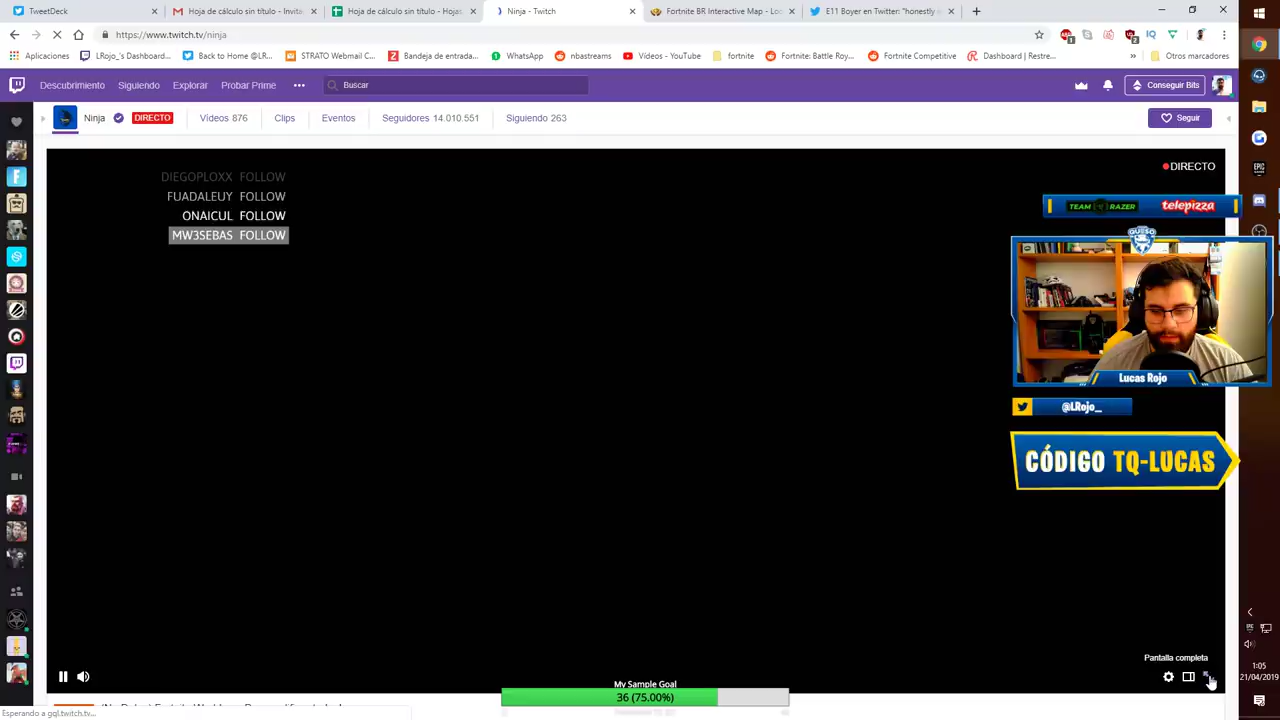 TweetDeck
Hoja de cálculo sin título - Invita
Hoja de cálculo sin título - Hojas
Ninja - Twitch
Fortnite BR Interactive Map - Loo
E11 Boyer en Twitter: "honestly
https://www.twitch.tv/ninja
Aplicaciones
LRojo_'s Dashboard...
Back to Home @LR...
STRATO Webmail C...
Bandeja de entrada...
WhatsApp
nbastreams
Vídeos - YouTube
fortnite
Fortnite: Battle Roy...
Fortnite Competitive
Dashboard | Restre...
Otros marcadores
Descubrimiento
Siguiendo
Explorar
Probar Prime
Buscar
Conseguir Bits
Ninja
DIRECTO
Vídeos 876
Clips
Eventos
Seguidores 14.010.551
Siguiendo 263
Seguir
DIEGOPLOXX FOLLOW
FUADALEUY FOLLOW
ONAICUL FOLLOW
MW3SEBAS FOLLOW
DIRECTO
TEAM RAZER
telepizza
QUESO
Lucas Rojo
@LRojo_
CÓDIGO TQ-LUCAS
Pantalla completa
My Sample Goal
36 (75.00%)
Esperando a gql.twitch.tv...
1:05
21/04/2019